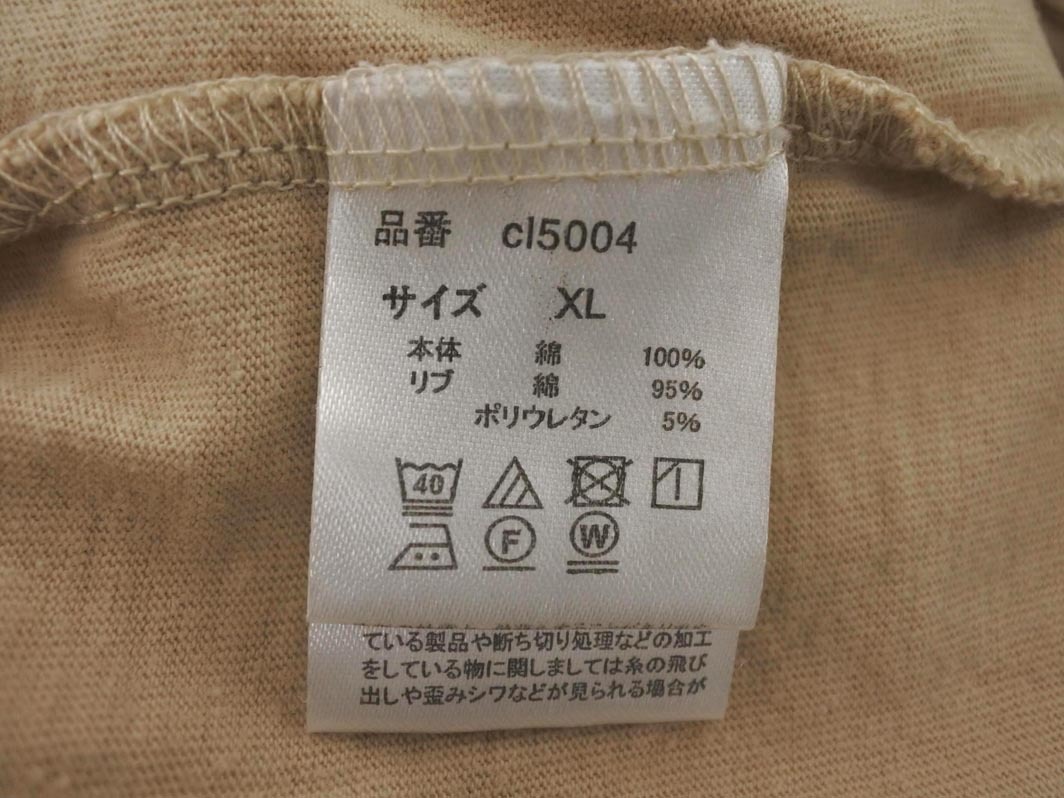 品番 cl5004
サイズ XL
本体 綿 100%
リブ 綿 95%
ポリウレタン 5%
40
F W
ている製品や断ち切り処理などの加工
をしている物に関しましては糸の飛び
出しや歪みシワなどが見られる場合が